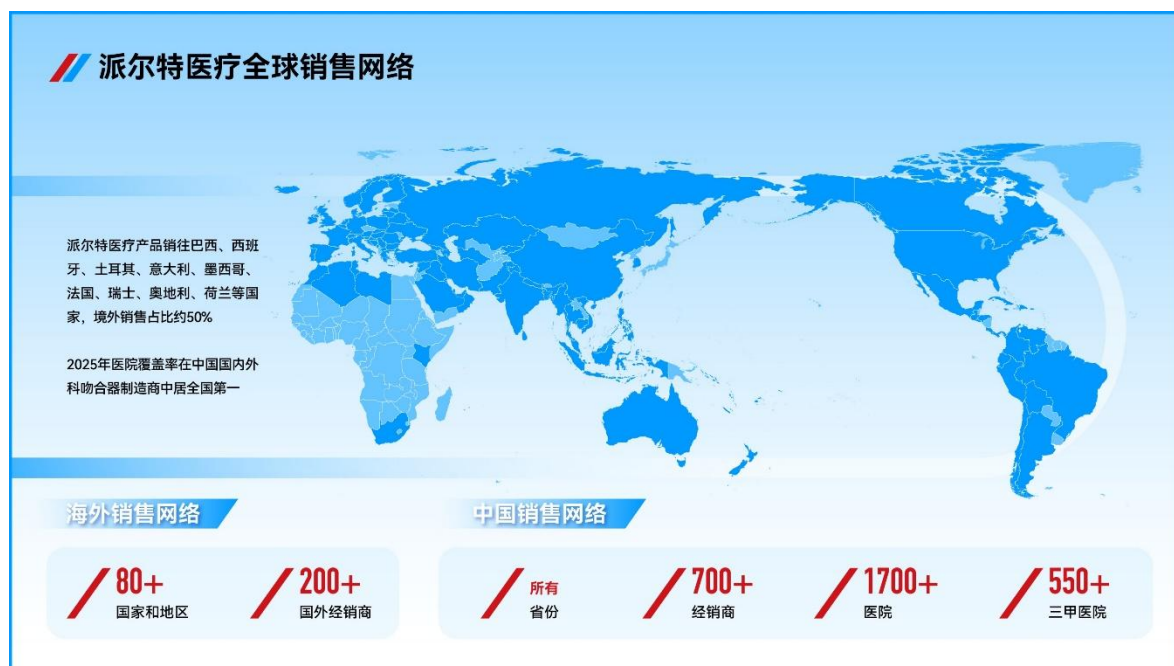 派尔特医疗全球销售网络
派尔特医疗产品销往巴西、西班
牙、土耳其、意大利、墨西哥、
法国、瑞士、奥地利、荷兰等国
家，境外销售占比约50%
2025年医院覆盖率在中国国内外
科吻合器制造商中居全国第一
海外销售网络
80+
国家和地区
200+
国外经销商
中国销售网络
所有
省份
700+
经销商
1700+
医院
550+
三甲医院